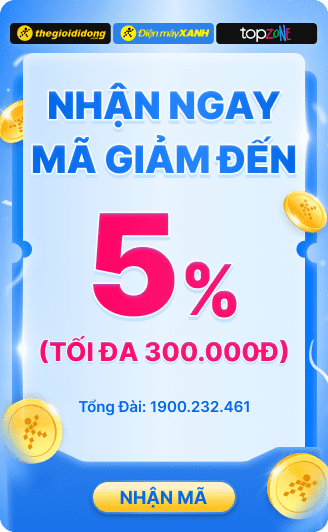 thegioididong
Điện máy XANH
topzone
NHẬN NGAY
MÃ GIẢM ĐẾN
5%
(TỐI ĐA 300.000Đ)
Tổng Đài: 1900.232.461
NHẬN MÃ